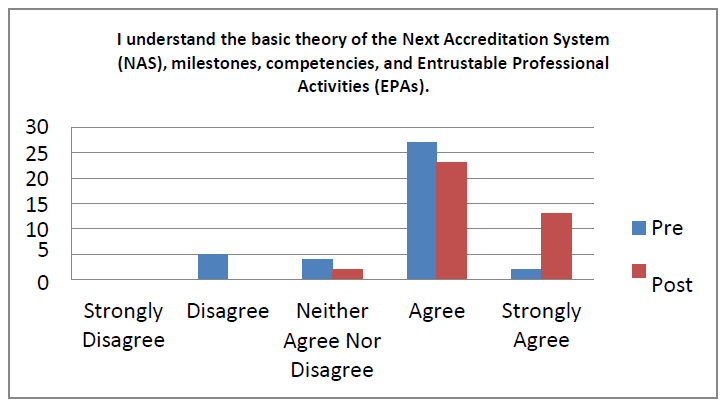 I understand the basic theory of the Next Accreditation System
(NAS), milestones, competencies, and Entrustable Professional
Activities (EPAs).
30
25
20
15
10
5
0
Strongly
Disagree
Disagree
Neither
Agree Nor
Disagree
Agree
Strongly
Agree
Pre
Post